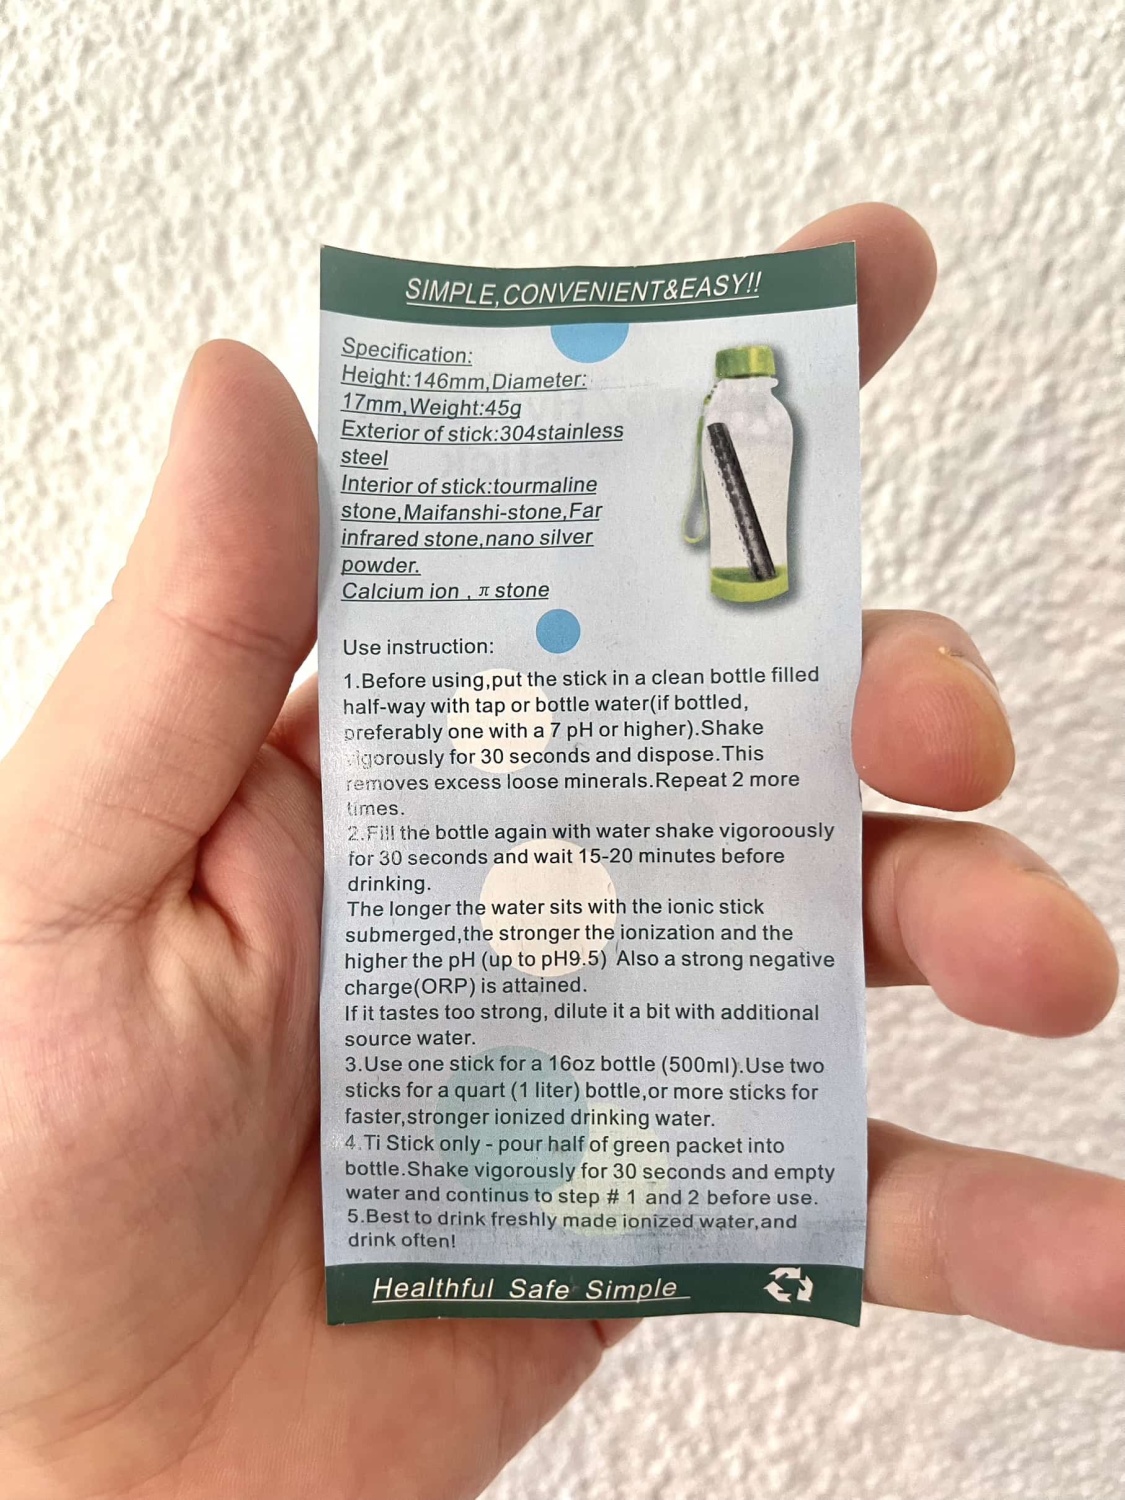 SIMPLE,CONVENIENT&EASY!!
Specification:
Height:146mm,Diameter:
17mm,Weight:45g
Exterior of stick:304stainless
steel
Interior of stick:tourmaline
stone,Maifanshi-stone,Far
infrared stone,nano silver
powder.
Calcium ion , π stone
Use instruction:
1.Before using,put the stick in a clean bottle filled
half-way with tap or bottle water(if bottled,
preferably one with a 7 pH or higher).Shake
vigorously for 30 seconds and dispose.This
removes excess loose minerals.Repeat 2 more
times.
2.Fill the bottle again with water shake vigoroously
for 30 seconds and wait 15-20 minutes before
drinking.
The longer the water sits with the ionic stick
submerged,the stronger the ionization and the
higher the pH (up to pH9.5) Also a strong negative
charge(ORP) is attained.
If it tastes too strong, dilute it a bit with additional
source water.
3.Use one stick for a 16oz bottle (500ml).Use two
sticks for a quart (1 liter) bottle,or more sticks for
faster,stronger ionized drinking water.
4.Ti Stick only - pour half of green packet into
bottle.Shake vigorously for 30 seconds and empty
water and continus to step # 1 and 2 before use.
5.Best to drink freshly made ionized water,and
drink often!
Healthful Safe Simple